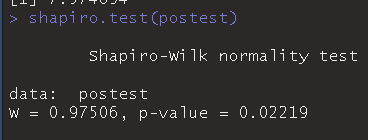 > shapiro.test(postest)
Shapiro-Wilk normality test
data:  postest
W = 0.97506, p-value = 0.02219